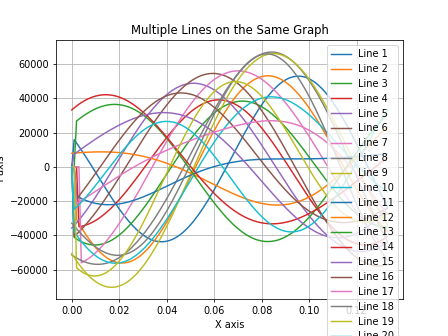 Multiple Lines on the Same Graph
60000
40000
20000
0
−20000
−40000
−60000
0.00
0.02
0.04
0.06
0.08
0.10
X axis
Line 1
Line 2
Line 3
Line 4
Line 5
Line 6
Line 7
Line 8
Line 9
Line 10
Line 11
Line 12
Line 13
Line 14
Line 15
Line 16
Line 17
Line 18
Line 19
Line 20